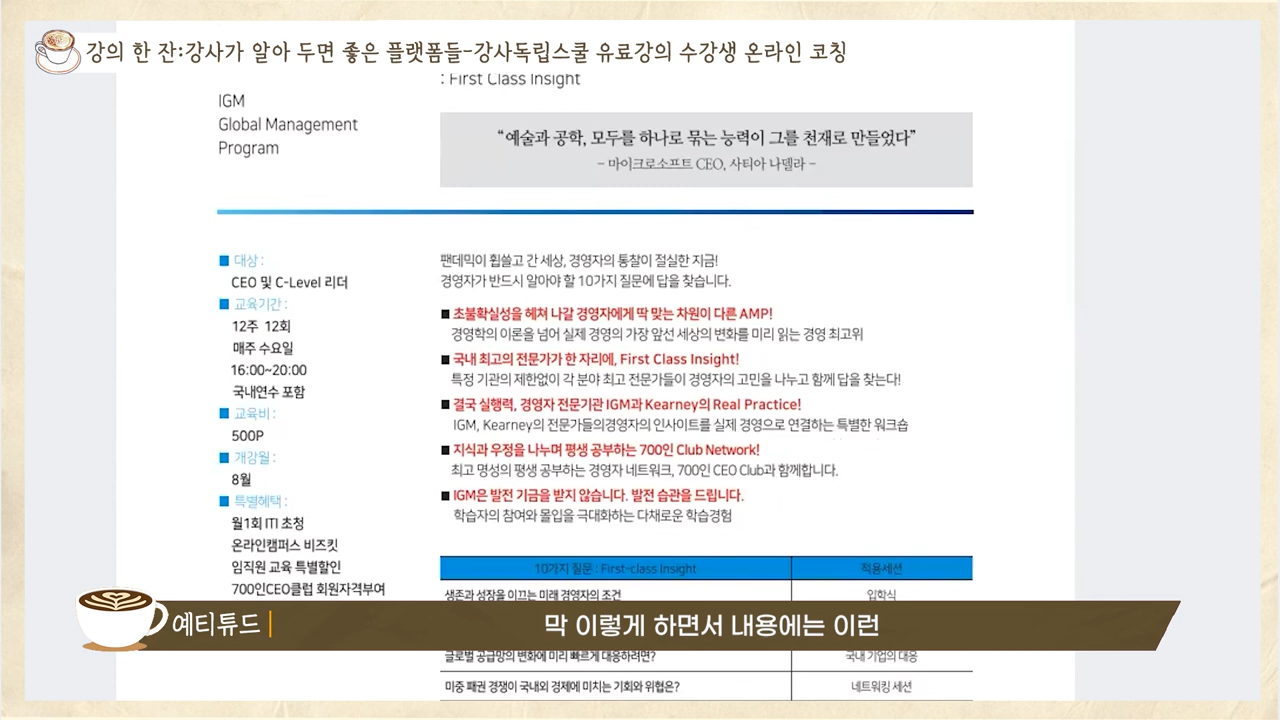 강의 한 잔:강사가 알아 두면 좋은 플랫폼들-강사독립스쿨 유료강의 수강생 온라인 코칭
: First Class Insight
IGM
Global Management
Program
“예술과 공학, 모두를 하나로 묶는 능력이 그를 천재로 만들었다”
– 마이크로소프트 CEO, 사티아 나델라 –
대상 :
CEO 및 C-Level 리더
교육기간 :
12주 12회
매주 수요일
16:00~20:00
국내연수 포함
교육비 :
500P
개강월 :
8월
특별혜택 :
월1회 ITI 초청
온라인캠퍼스 비즈킷
임직원 교육 특별할인
700인CEO클럽 회원자격부여
팬데믹이 휩쓸고 간 세상, 경영자의 통찰이 절실한 지금!
경영자가 반드시 알아야 할 10가지 질문에 답을 찾습니다.
초불확실성을 헤쳐 나갈 경영자에게 딱 맞는 차원이 다른 AMP!
경영학의 이론을 넘어 실제 경영의 가장 앞선 세상의 변화를 미리 읽는 경영 최고위
국내 최고의 전문가가 한 자리에, First Class Insight!
특정 기관의 제한없이 각 분야 최고 전문가들이 경영자의 고민을 나누고 함께 답을 찾는다!
결국 실행력, 경영자 전문기관 IGM과 Kearney의 Real Practice!
IGM, Kearney의 전문가들의경영자의 인사이트를 실제 경영으로 연결하는 특별한 워크숍
지식과 우정을 나누며 평생 공부하는 700인 Club Network!
최고 명성의 평생 공부하는 경영자 네트워크, 700인 CEO Club과 함께합니다.
IGM은 발전 기금을 받지 않습니다. 발전 습관을 드립니다.
학습자의 참여와 몰입을 극대화하는 다채로운 학습경험
10가지 질문 : First-class Insight 적용세션
생존과 성장을 이끄는 미래 경영자의 조건 입학식
예티튜드 막 이렇게 하면서 내용에는 이런
글로벌 공급망의 변화에 미리 빠르게 대응하려면? 국내 기업의 대응
미중 패권 경쟁이 국내외 경제에 미치는 기회와 위협은? 네트워킹 세션